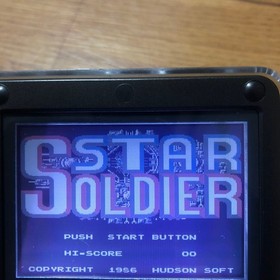 STAR
SOLDIER
PUSH START BUTTON
HI-SCORE 00
COPYRIGHT 1986 HUDSON SOFT